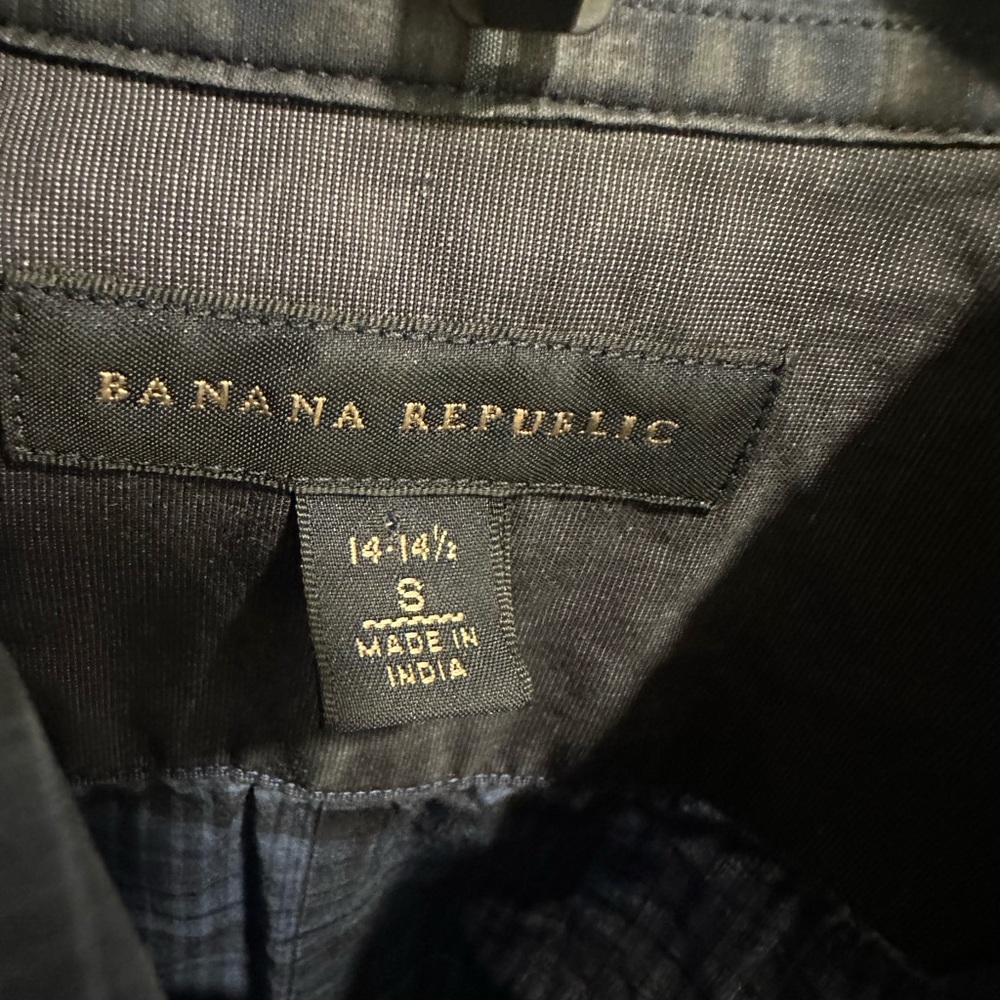 BANANA REPUBLIC
14-14½
S
MADE IN
INDIA